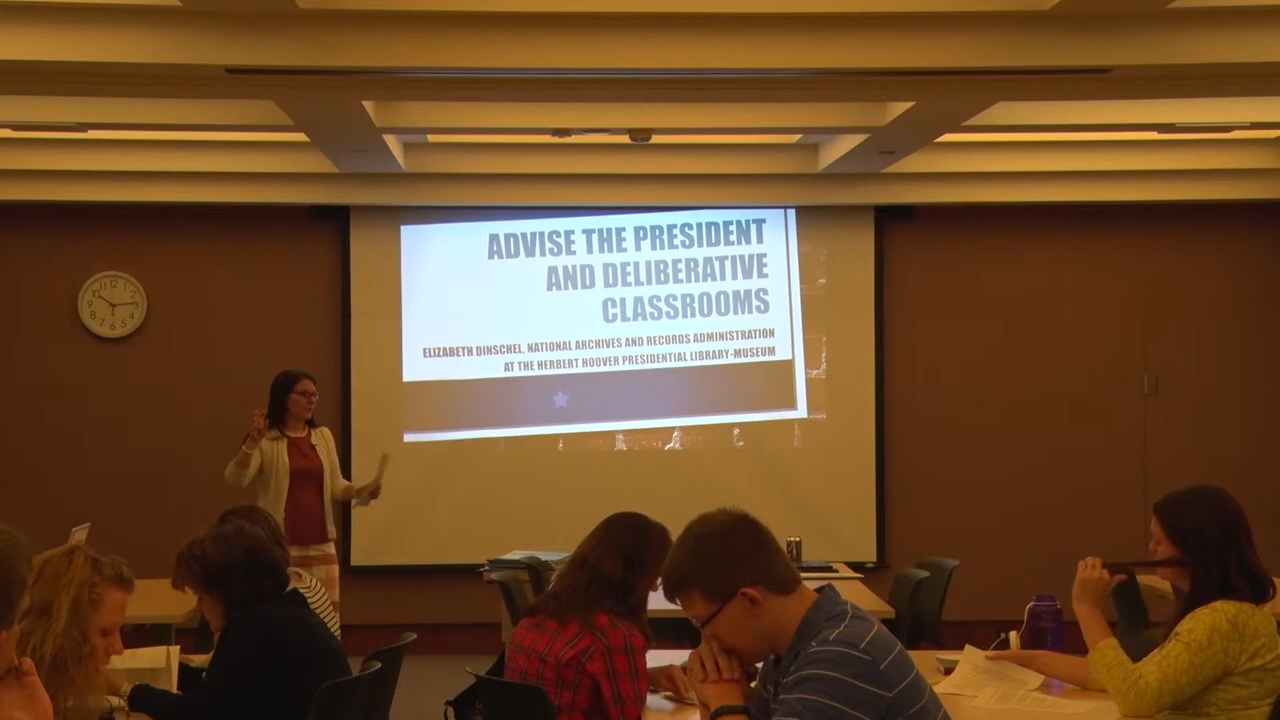 ADVISE THE PRESIDENT
AND DELIBERATIVE
CLASSROOMS
ELIZABETH DINSCHEL, NATIONAL ARCHIVES AND RECORDS ADMINISTRATION
AT THE HERBERT HOOVER PRESIDENTIAL LIBRARY-MUSEUM